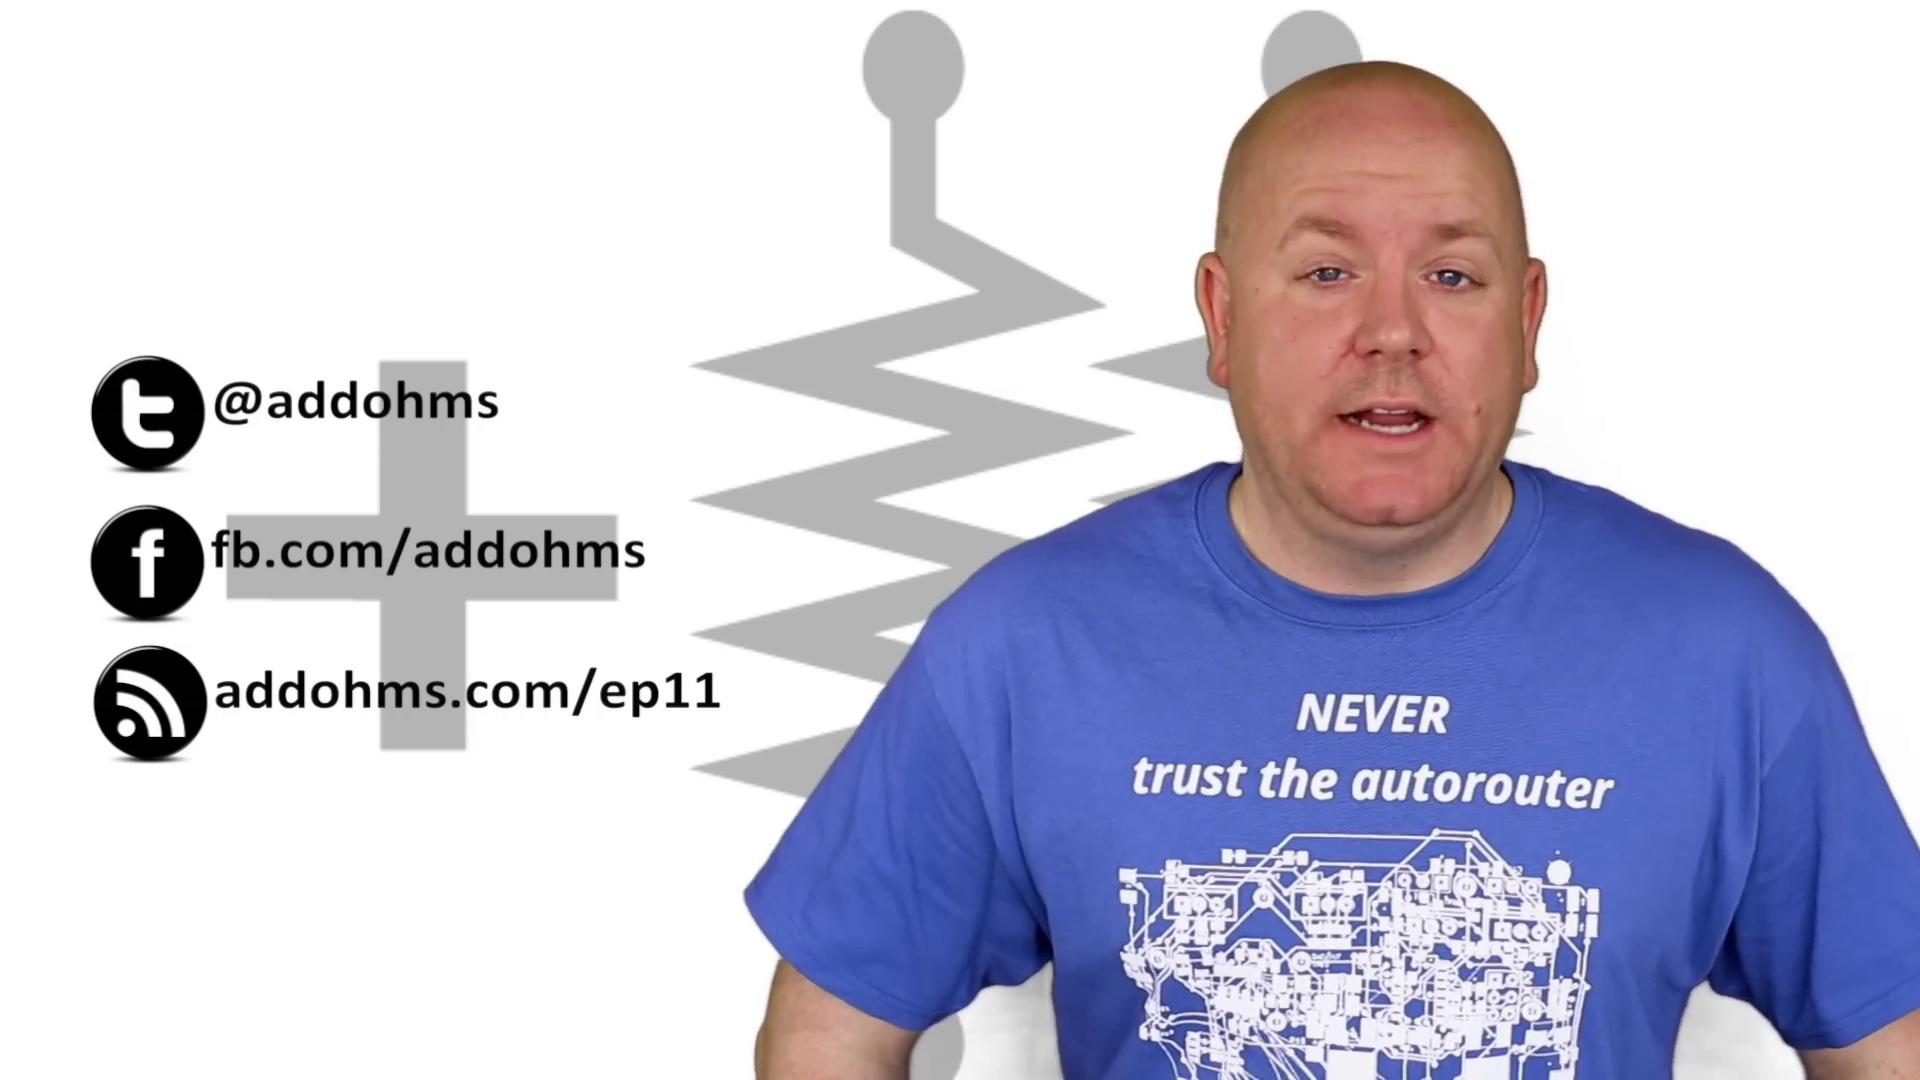 @addohms
fb.com/addohms
addohms.com/ep11
NEVER
trust the autorouter